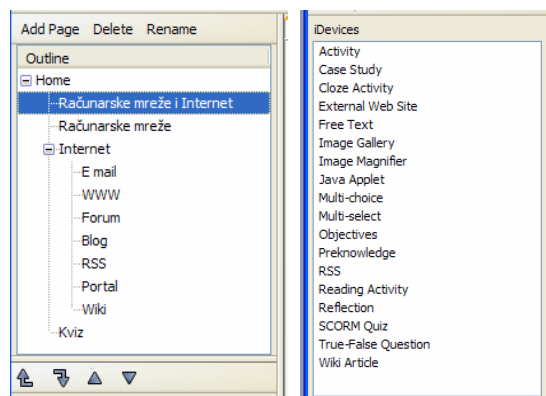 Add Page Delete Rename
Outline
Home
Računarske mreže i Internet
Računarske mreže
Internet
E mail
WWW
Forum
Blog
RSS
Portal
Wiki
Kviz
iDevices
Activity
Case Study
Cloze Activity
External Web Site
Free Text
Image Gallery
Image Magnifier
Java Applet
Multi-choice
Multi-select
Objectives
Preknowledge
RSS
Reading Activity
Reflection
SCORM Quiz
True-False Question
Wiki Article